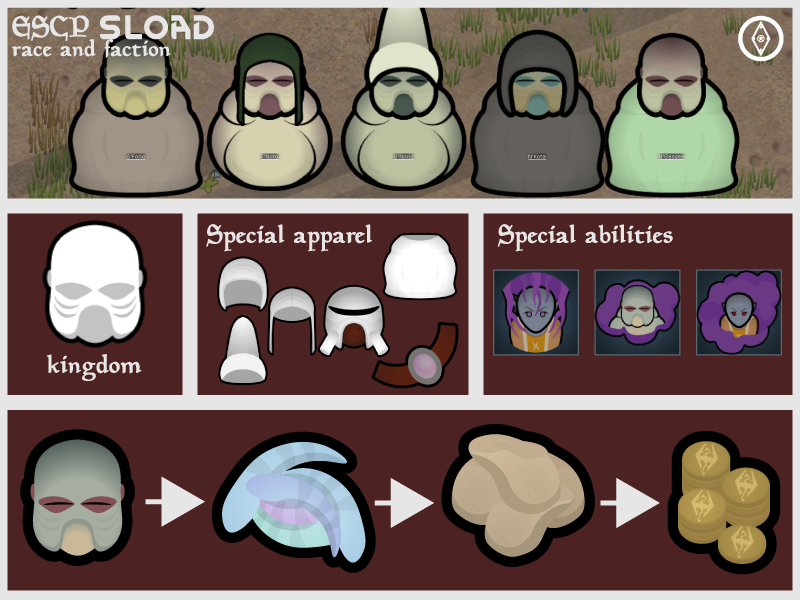 ESCP SLOAD
race and faction
kingdom
Special apparel
Special abilities